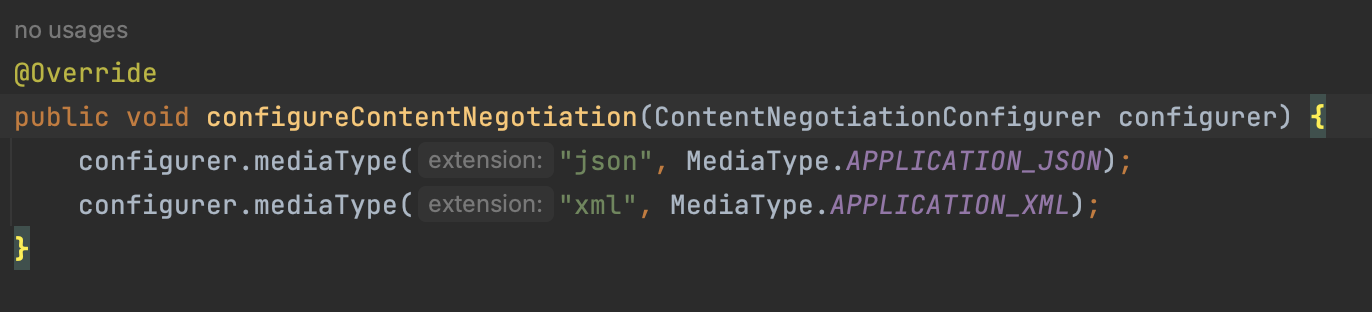 no usages
@Override
public void configureContentNegotiation(ContentNegotiationConfigurer configurer) {
    configurer.mediaType( extension: "json", MediaType.APPLICATION_JSON);
    configurer.mediaType( extension: "xml", MediaType.APPLICATION_XML);
}